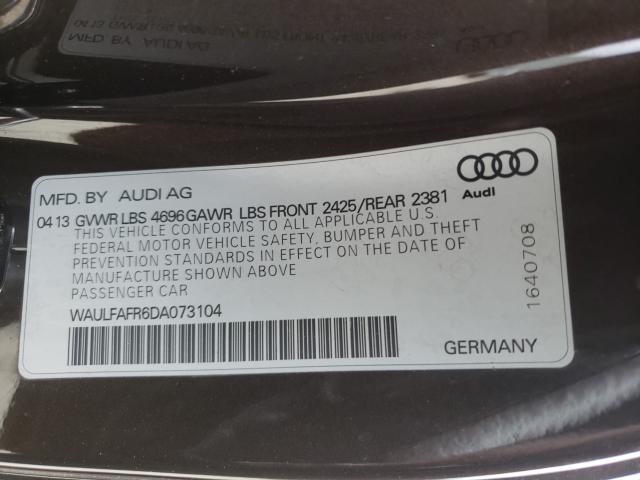 MFD. BY AUDI AG
Audi
04 13 GVWR LBS 4696 GAWR LBS FRONT 2425/REAR 2381
THIS VEHICLE CONFORMS TO ALL APPLICABLE U.S.
FEDERAL MOTOR VEHICLE SAFETY, BUMPER AND THEFT
PREVENTION STANDARDS IN EFFECT ON THE DATE OF
MANUFACTURE SHOWN ABOVE
PASSENGER CAR
WAULFAFR6DA073104
GERMANY
1640708